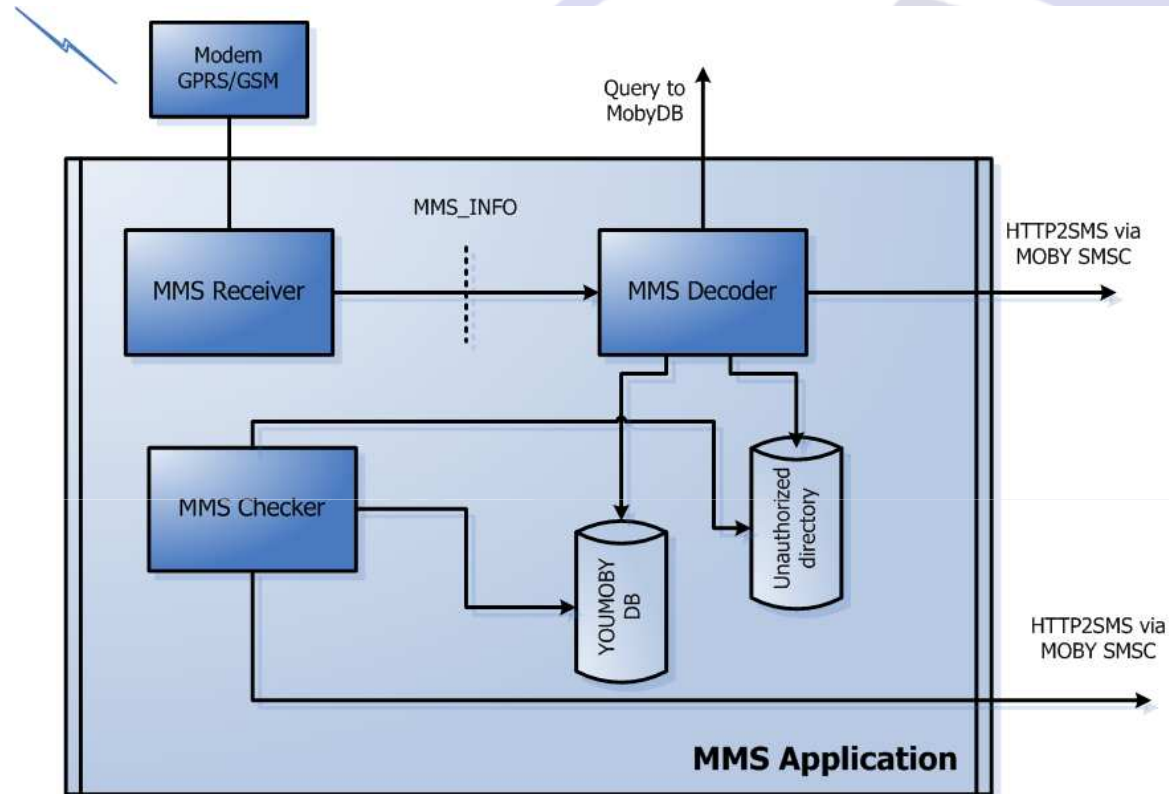 Modem
GPRS/GSM
Query to
MobyDB
MMS_INFO
HTTP2SMS via
MOBY SMSC
MMS Receiver
MMS Decoder
MMS Checker
Unauthorized
directory
YOUMOBY
DB
HTTP2SMS via
MOBY SMSC
MMS Application